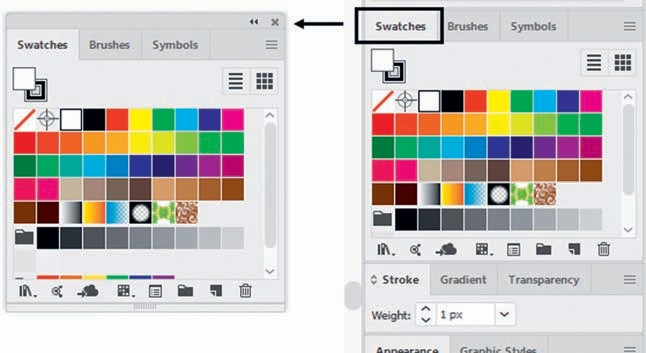 Swatches Brushes Symbols
Swatches Brushes Symbols
Stroke Gradient Transparency
Weight: 1 px
Appearance Graphic Styles